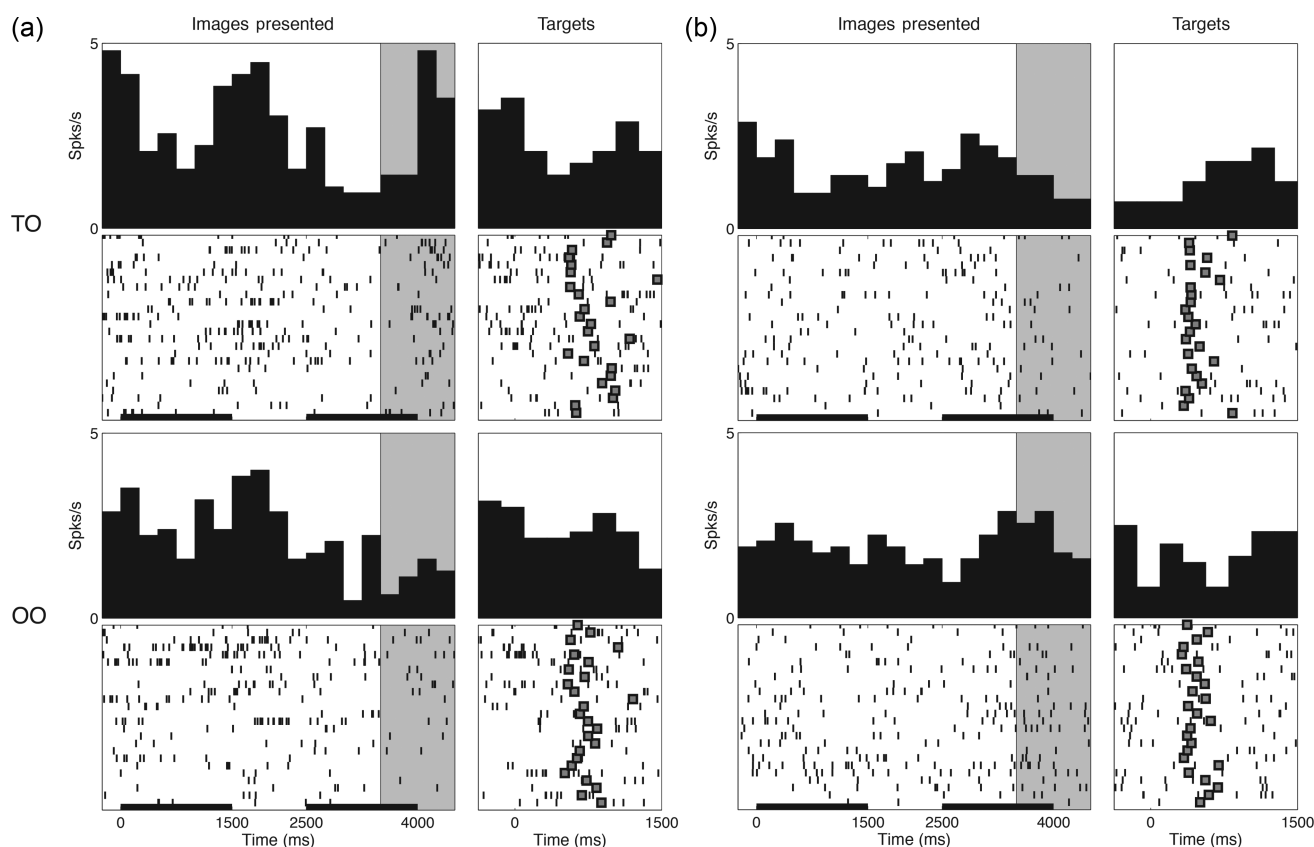 (a) Images presented Targets (b) Images presented Targets
5 5
Spks/s Spks/s
0 0
TO
5 5
Spks/s Spks/s
0 0
OO
0 1500 2500 4000 0 1500 0 1500 2500 4000 0 1500
Time (ms) Time (ms) Time (ms) Time (ms)